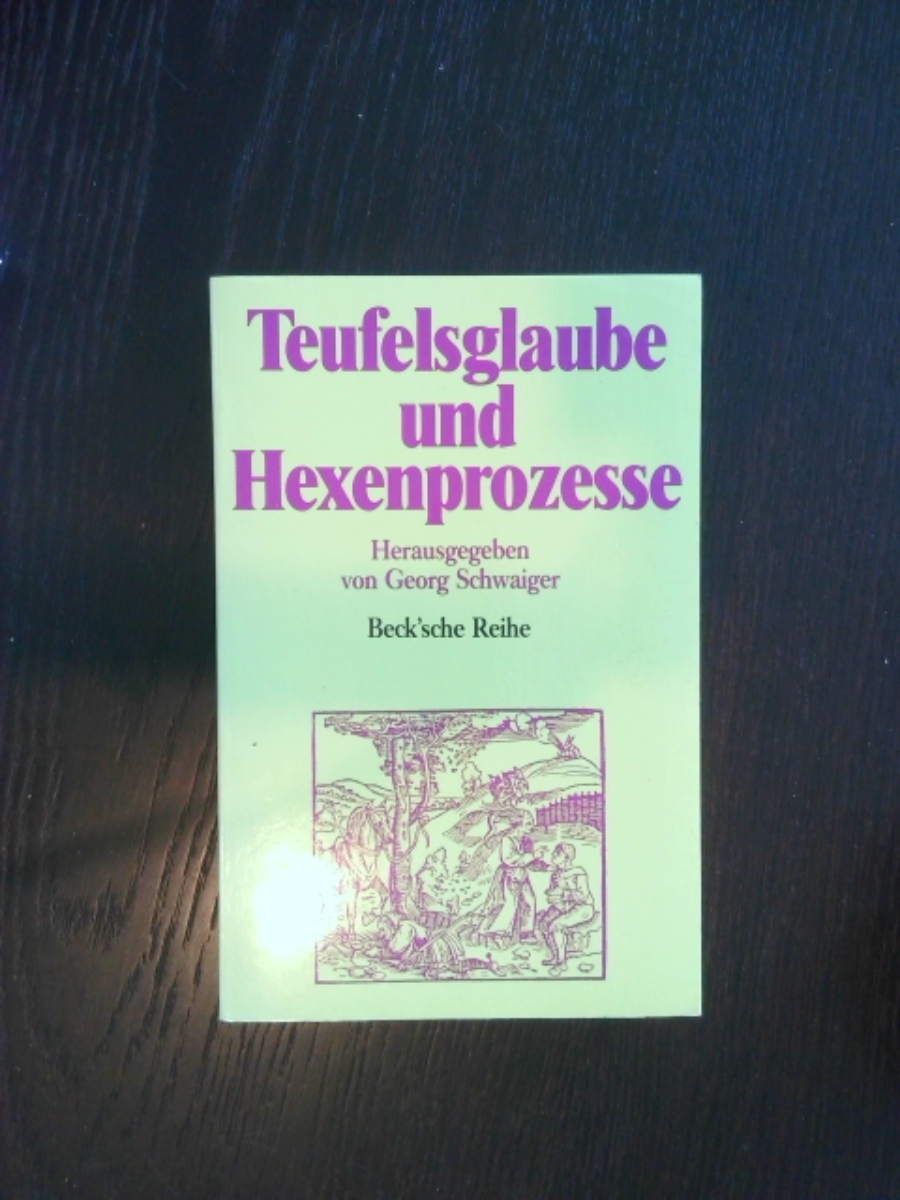 Teufelsglaube
und
Hexenprozesse
Herausgegeben
von Georg Schwaiger
Beck'sche Reihe